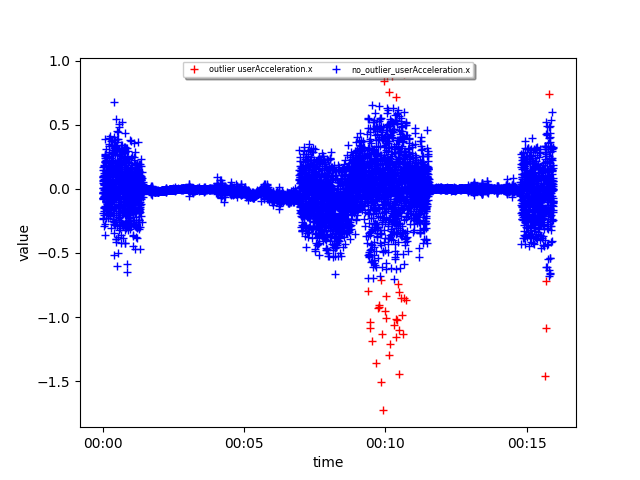 outlier userAcceleration.x
no_outlier_userAcceleration.x
1.0
0.5
0.0
−0.5
−1.0
−1.5
value
00:00
00:05
00:10
00:15
time